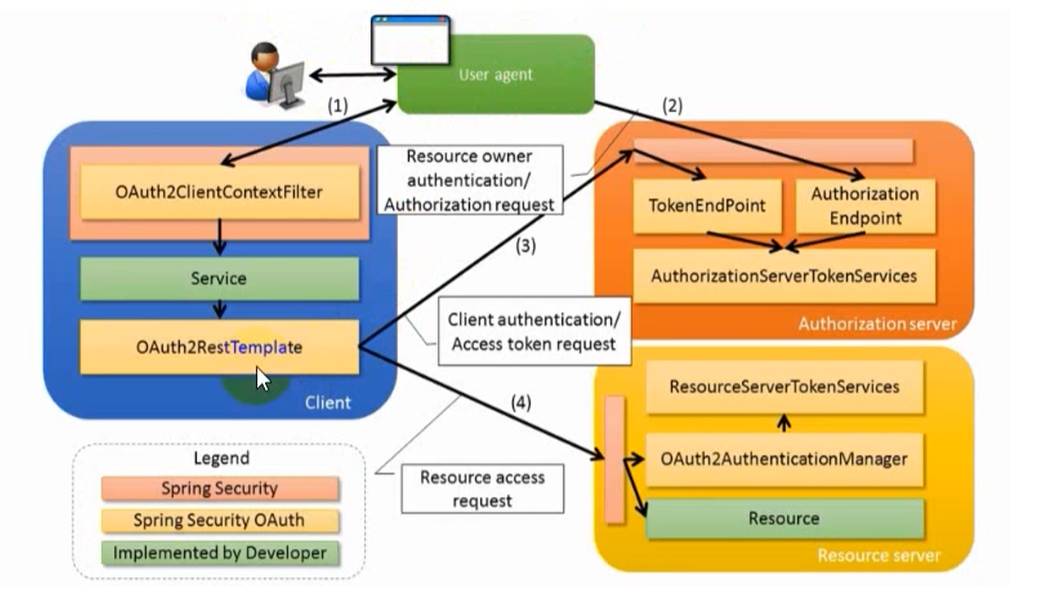 User agent
(1)
(2)
OAuth2ClientContextFilter
Service
OAuth2RestTemplate
Client
Resource owner
authentication/
Authorization request
(3)
Client authentication/
Access token request
(4)
Resource access
request
TokenEndPoint
Authorization
Endpoint
AuthorizationServerTokenServices
Authorization server
ResourceServerTokenServices
OAuth2AuthenticationManager
Resource
Resource server
Legend
Spring Security
Spring Security OAuth
Implemented by Developer